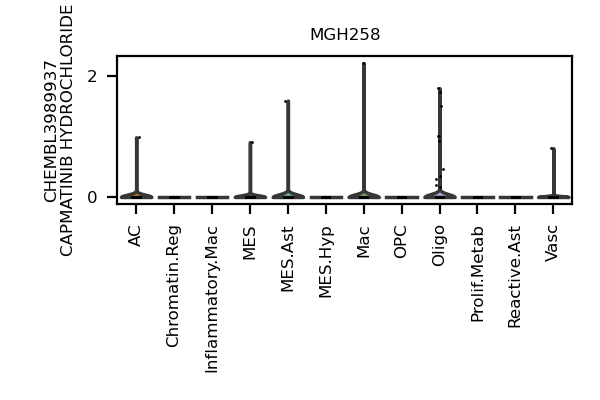 MGH258
CHEMBL3989937
CAPMATINIB HYDROCHLORIDE
2
0
AC
Chromatin.Reg
Inflammatory.Mac
MES
MES.Ast
MES.Hyp
Mac
OPC
Oligo
Prolif.Metab
Reactive.Ast
Vasc